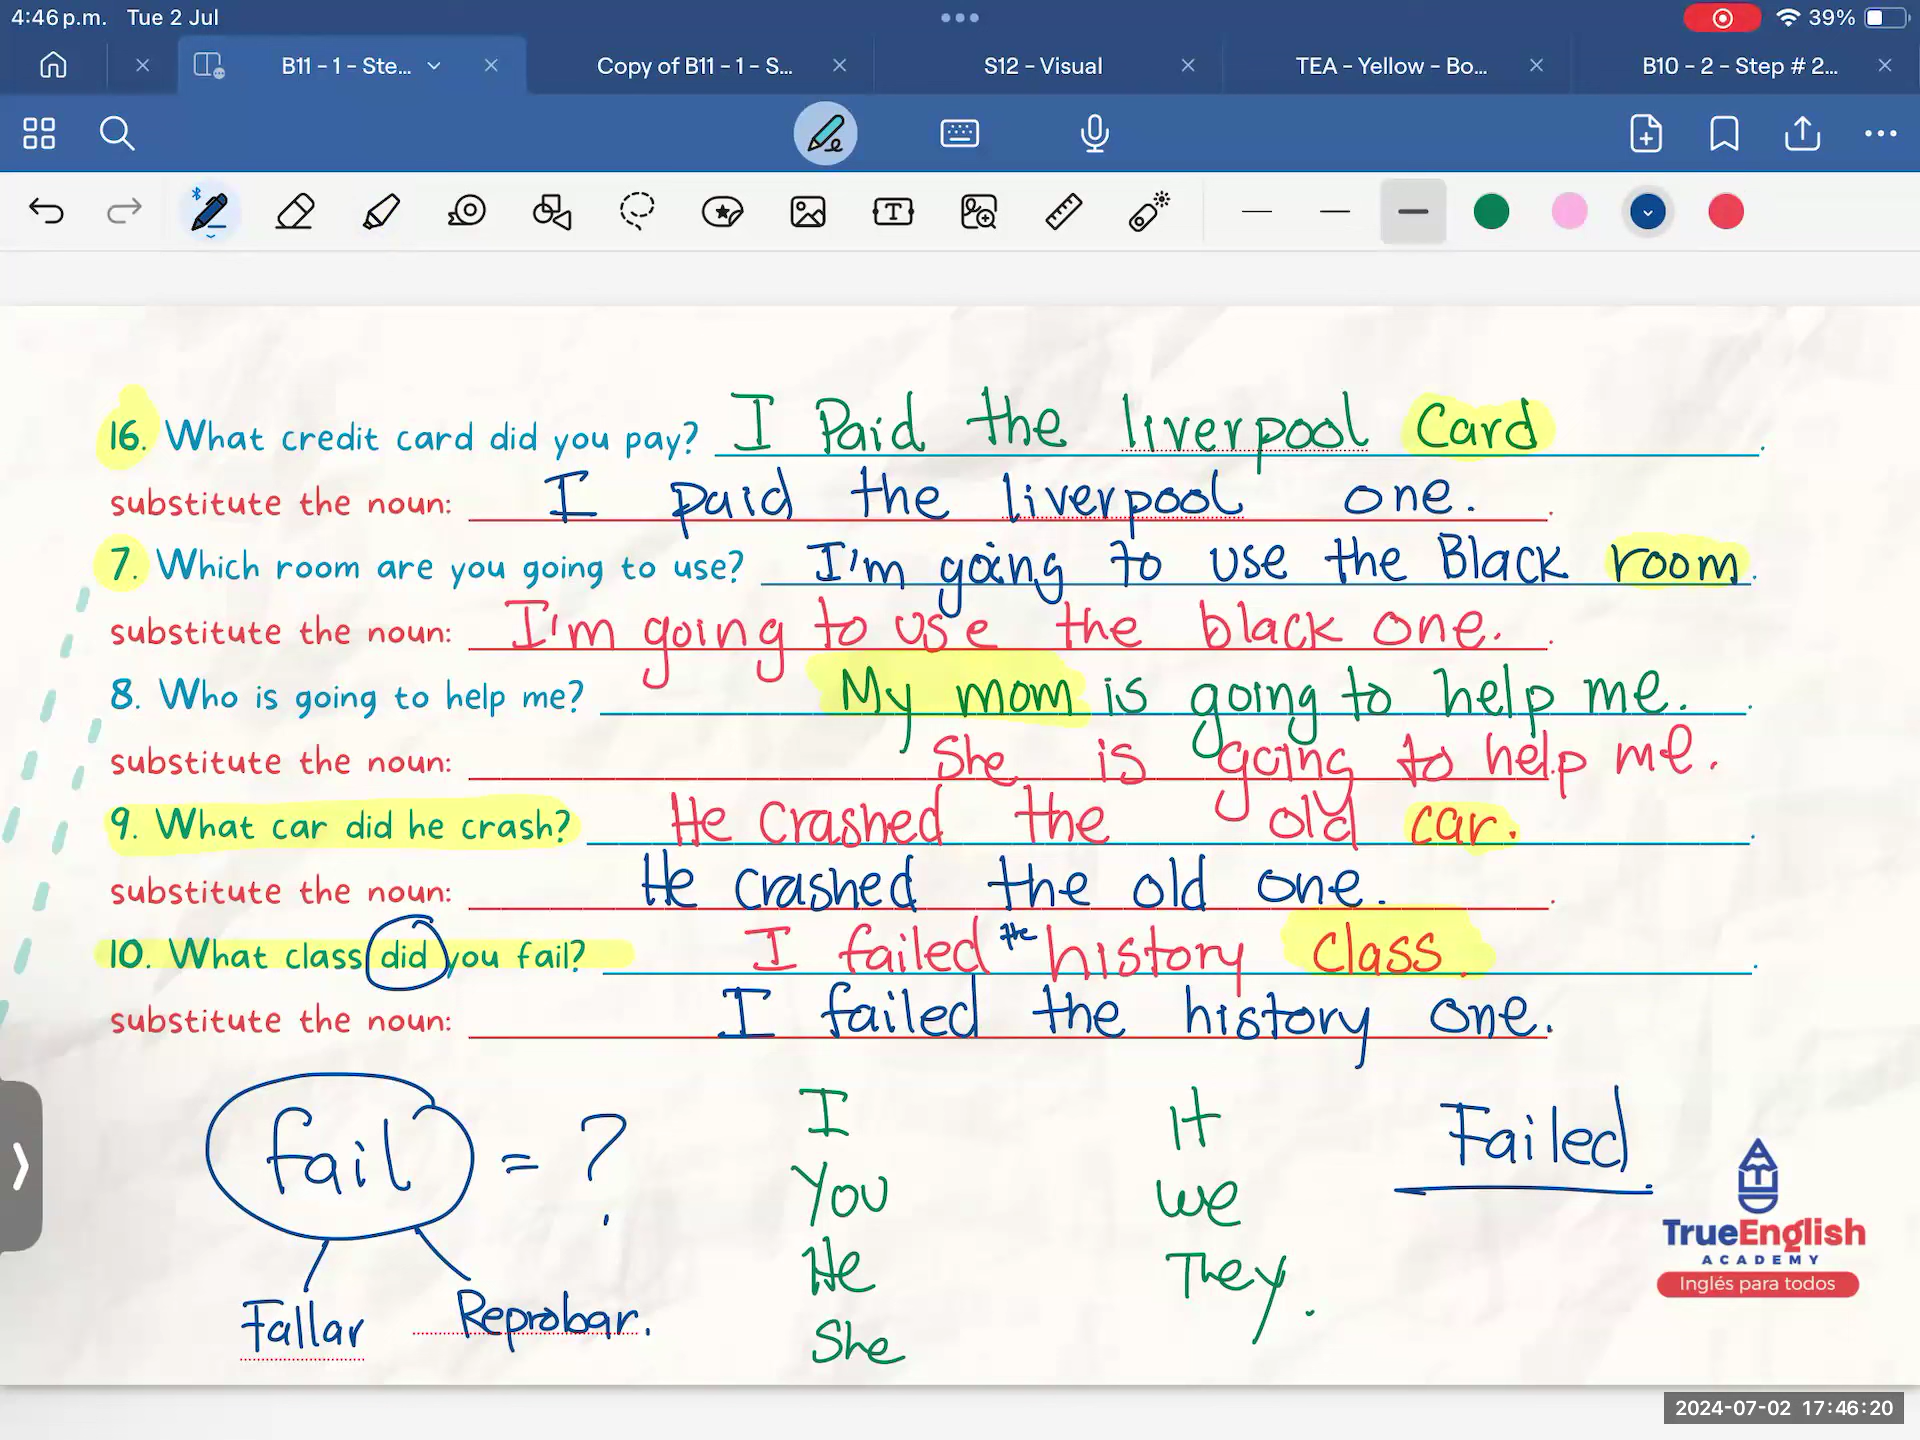 4:46 p.m. Tue 2 Jul 39%
B11 - 1 - Ste... Copy of B11 - 1 - S... S12 - Visual TEA - Yellow - Bo... B10 - 2 - Step # 2...
16. What credit card did you pay? I Paid the liverpool Card
substitute the noun: I paid the liverpool one.
7. Which room are you going to use? I'm going to use the Black room.
substitute the noun: I'm going to use the black one.
8. Who is going to help me? My mom is going to help me.
substitute the noun: She is going to help me.
9. What car did he crash? He crashed the old car.
substitute the noun: He crashed the old one.
10. What class did you fail? I failed the history class.
substitute the noun: I failed the history one.
fail = ?
Fallar Reprobar.
I
You
He
She
It
We
They.
Failed
TrueEnglish
ACADEMY
Inglés para todos
2024-07-02 17:46:20